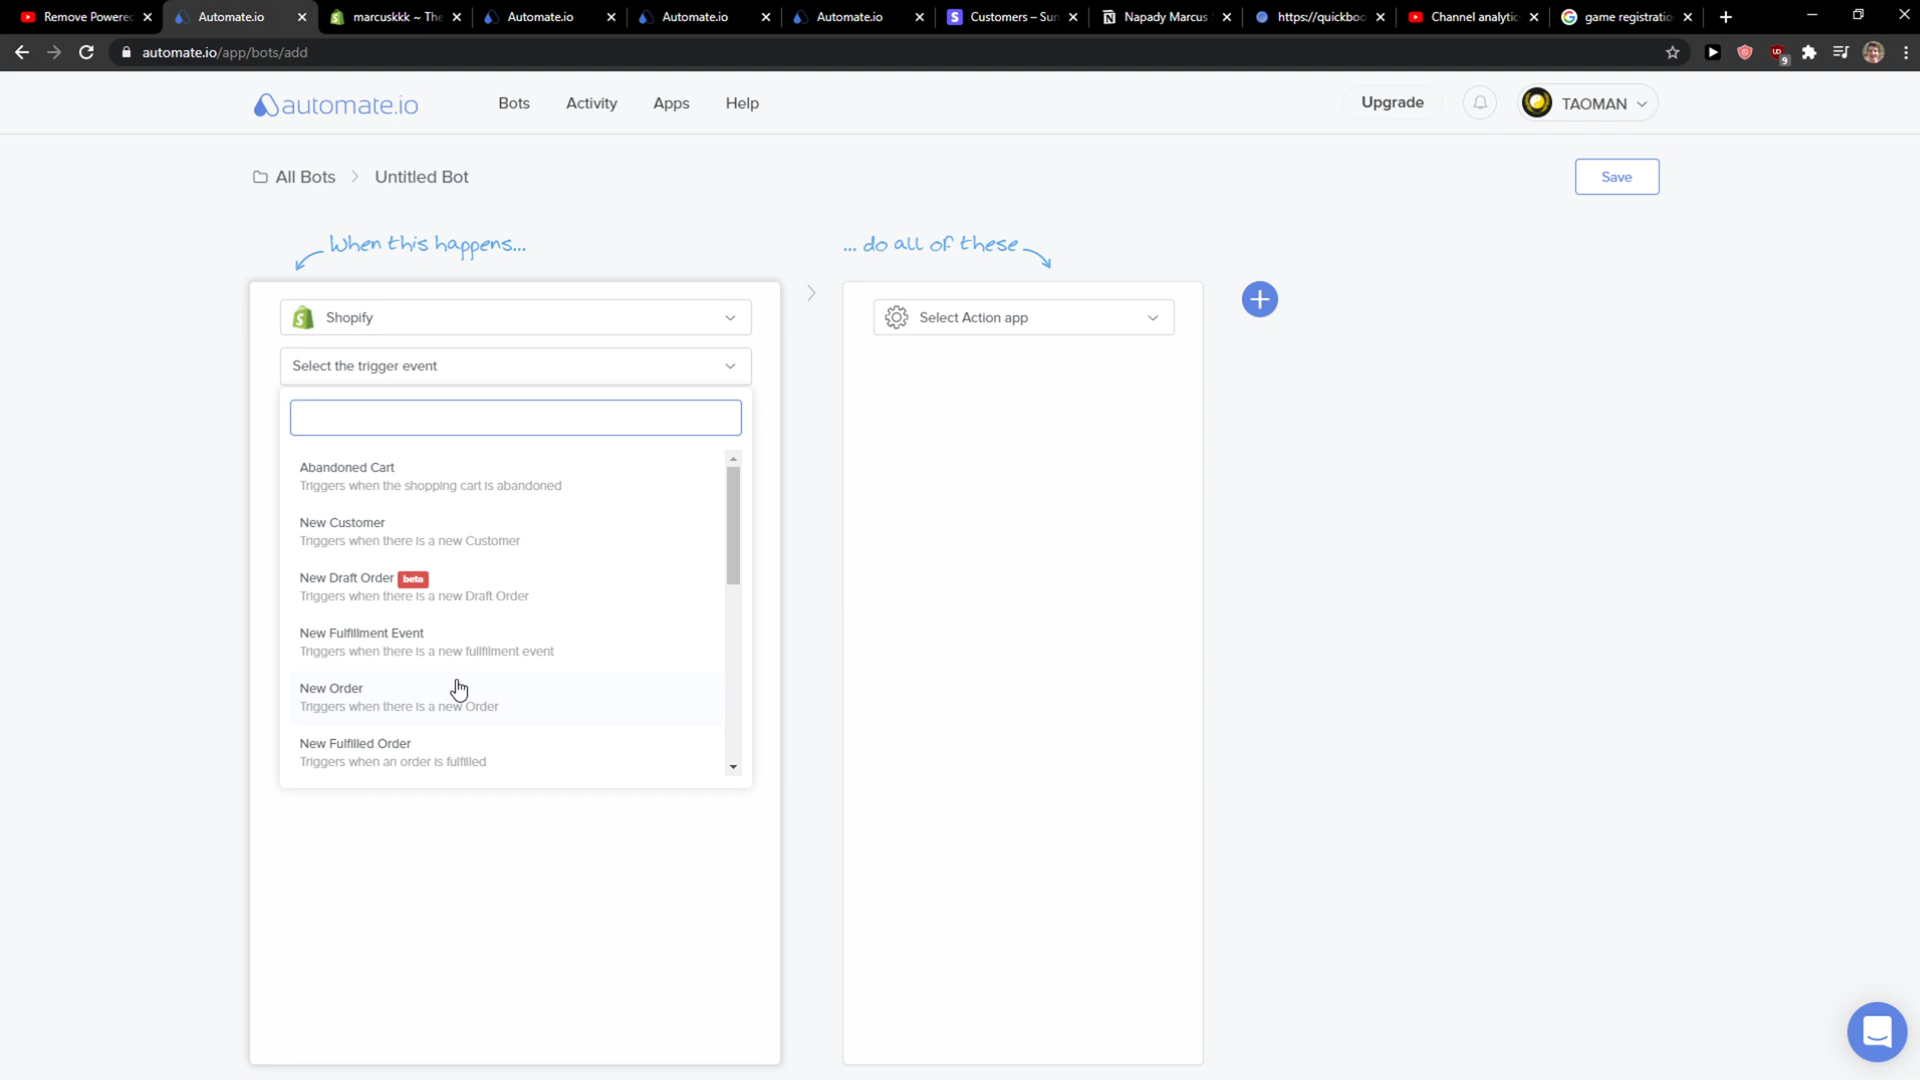 Remove Powered
Automate.io
marcuskkk ~ The
Automate.io
Automate.io
Automate.io
Customers – Sun
Napady Marcus
https://quickboo
Channel analytic
game registratio
automate.io/app/bots/add
9
automate.io
Bots
Activity
Apps
Help
Upgrade
TAOMAN
All Bots
Untitled Bot
Save
When this happens...
... do all of these
Shopify
Select Action app
Select the trigger event
Abandoned Cart
Triggers when the shopping cart is abandoned
New Customer
Triggers when there is a new Customer
New Draft Order beta
Triggers when there is a new Draft Order
New Fulfillment Event
Triggers when there is a new fullfilment event
New Order
Triggers when there is a new Order
New Fulfilled Order
Triggers when an order is fulfilled